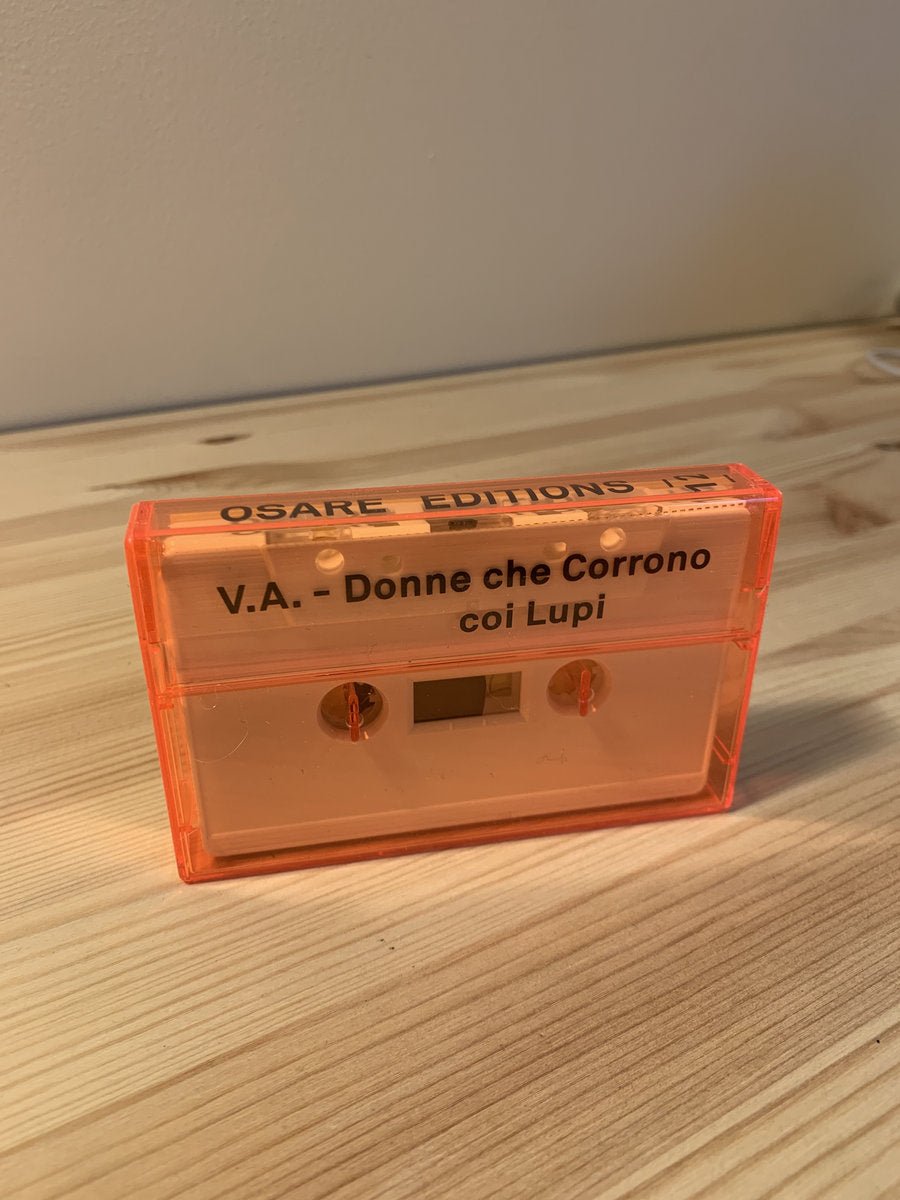 OSARE EDITIONS
V.A. - Donne che Corrono
coi Lupi